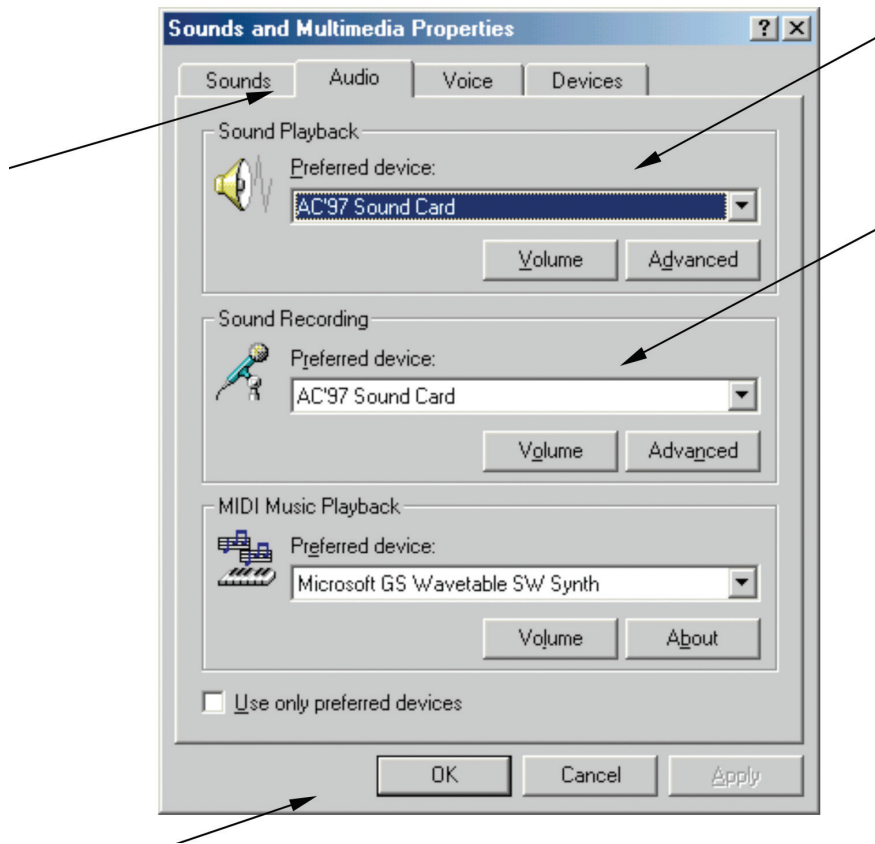 Sounds and Multimedia Properties
Sounds Audio Voice Devices
Sound Playback
Preferred device:
AC'97 Sound Card
Volume Advanced
Sound Recording
Preferred device:
AC'97 Sound Card
Volume Advanced
MIDI Music Playback
Preferred device:
Microsoft GS Wavetable SW Synth
Volume About
Use only preferred devices
OK Cancel Apply